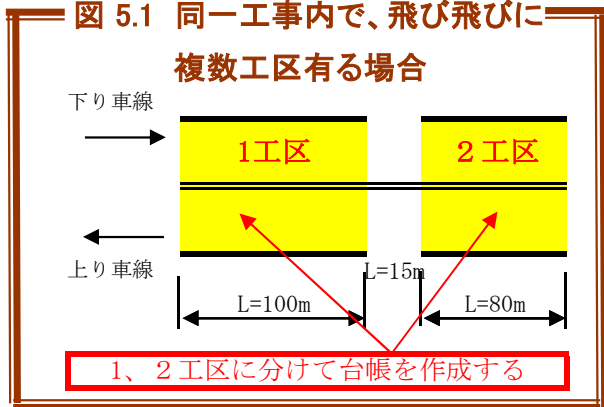 図 5.1 同一工事内で、飛び飛びに
複数工区有る場合
下り車線
1工区
２工区
上り車線
L=15m
L=100m
L=80m
1、２工区に分けて台帳を作成する